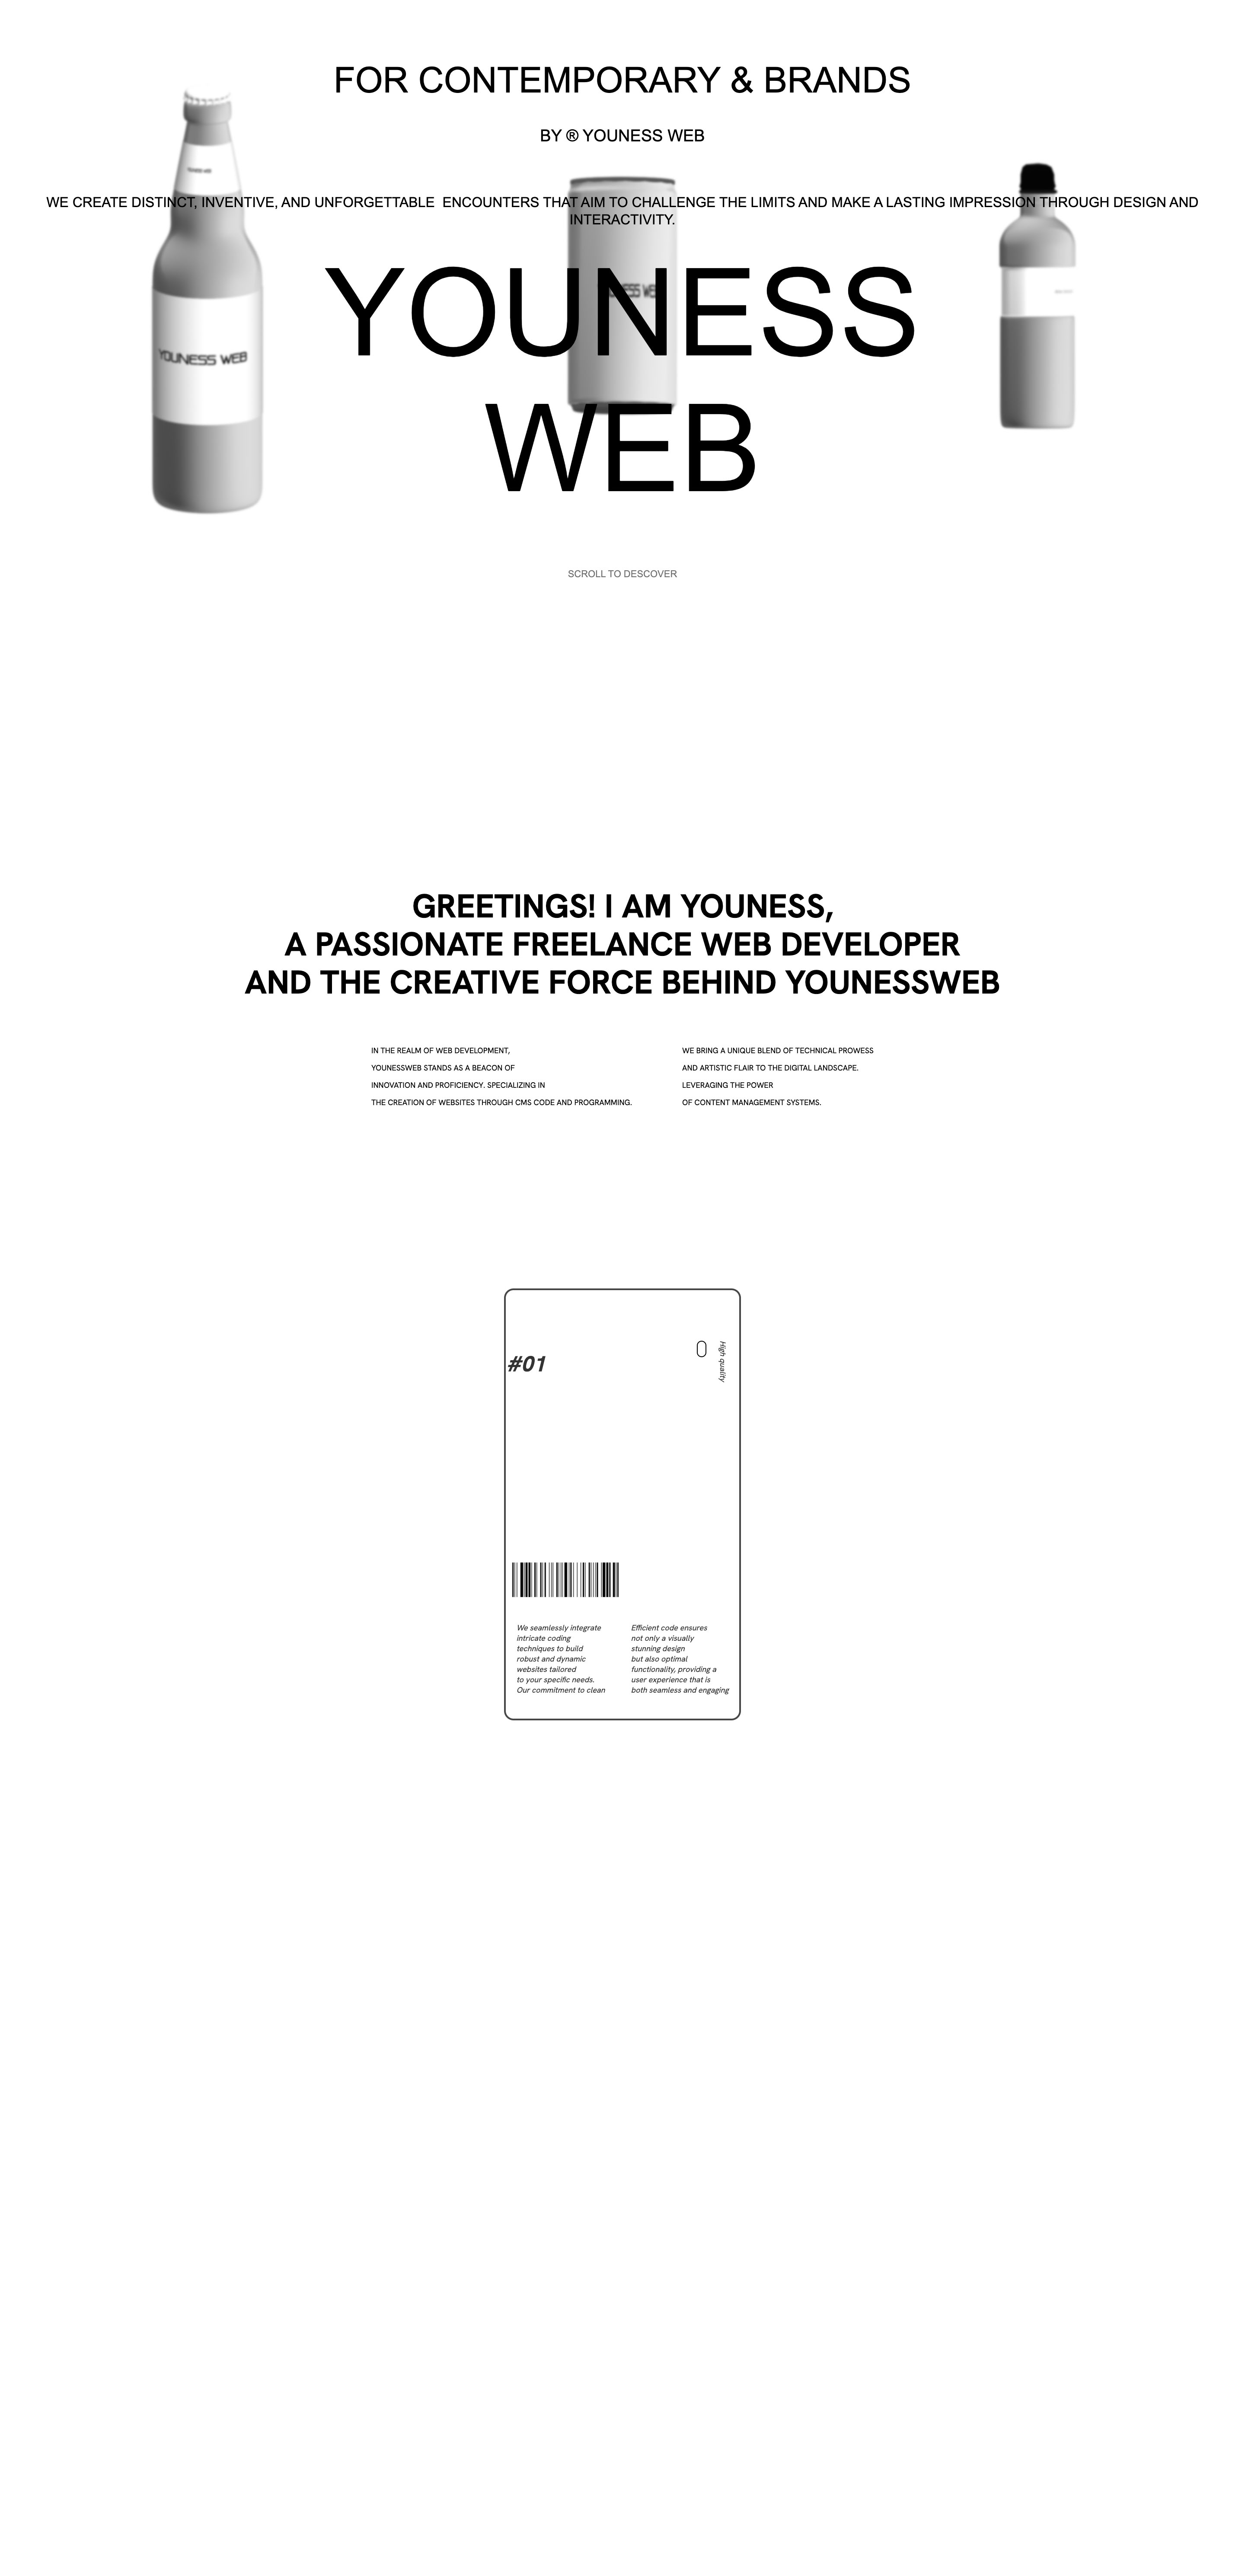 FOR CONTEMPORARY & BRANDS
BY ® YOUNESS WEB
WE CREATE DISTINCT, INVENTIVE, AND UNFORGETTABLE ENCOUNTERS THAT AIM TO CHALLENGE THE LIMITS AND MAKE A LASTING IMPRESSION THROUGH DESIGN AND
INTERACTIVITY.
YOUNESS
WEB
YOUNESS WEB
SCROLL TO DESCOVER
GREETINGS! I AM YOUNESS,
A PASSIONATE FREELANCE WEB DEVELOPER
AND THE CREATIVE FORCE BEHIND YOUNESSWEB
IN THE REALM OF WEB DEVELOPMENT,
YOUNESSWEB STANDS AS A BEACON OF
INNOVATION AND PROFICIENCY. SPECIALIZING IN
THE CREATION OF WEBSITES THROUGH CMS CODE AND PROGRAMMING.
WE BRING A UNIQUE BLEND OF TECHNICAL PROWESS
AND ARTISTIC FLAIR TO THE DIGITAL LANDSCAPE.
LEVERAGING THE POWER
OF CONTENT MANAGEMENT SYSTEMS.
#01
High quality
We seamlessly integrate
intricate coding
techniques to build
robust and dynamic
websites tailored
to your specific needs.
Our commitment to clean
Efficient code ensures
not only a visually
stunning design
but also optimal
functionality, providing a
user experience that is
both seamless and engaging